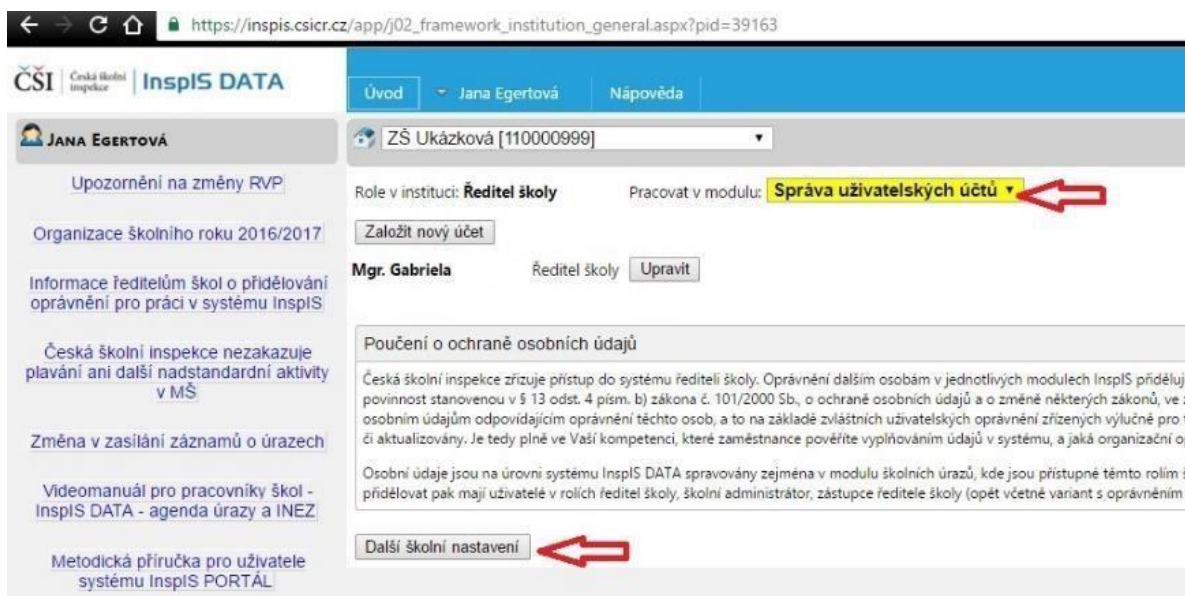 https://inspis.csicr.cz/app/j02_framework_institution_general.aspx?pid=39163
ČŠI Česká školní inspekce InspIS DATA
Úvod Jana Egertová Nápověda
JANA EGERTOVÁ
ZŠ Ukázková [110000999]
Upozornění na změny RVP
Role v instituci: Ředitel školy Pracovat v modulu: Správa uživatelských účtů
Organizace školního roku 2016/2017
Založit nový účet
Informace ředitelům škol o přidělování
oprávnění pro práci v systému InspIS
Mgr. Gabriela Ředitel školy Upravit
Česká školní inspekce nezakazuje
plavání ani další nadstandardní aktivity
v MŠ
Změna v zasílání záznamů o úrazech
Videomanuál pro pracovníky škol -
InspIS DATA - agenda úrazy a INEZ
Metodická příručka pro uživatele
systému InspIS PORTÁL
Poučení o ochraně osobních údajů
Česká školní inspekce zřizuje přístup do systému řediteli školy. Oprávnění dalším osobám v jednotlivých modulech InspIS přiděluj
povinnost stanovenou v § 13 odst. 4 písm. b) zákona č. 101/2000 Sb., o ochraně osobních údajů a o změně některých zákonů, ve
osobním údajům odpovídajícím oprávnění těchto osob, a to na základě zvláštních uživatelských oprávnění zřízených výlučně pro
či aktualizovány. Je tedy plně ve Vaší kompetenci, které zaměstnance pověříte vyplňováním údajů v systému, a jaká organizační
Osobní údaje jsou na úrovni systému InspIS DATA spravovány zejména v modulu školních úrazů, kde jsou přístupné těmto rolím
přidělovat pak mají uživatelé v rolích ředitel školy, školní administrátor, zástupce ředitele školy (opět včetně variant s oprávněním
Další školní nastavení